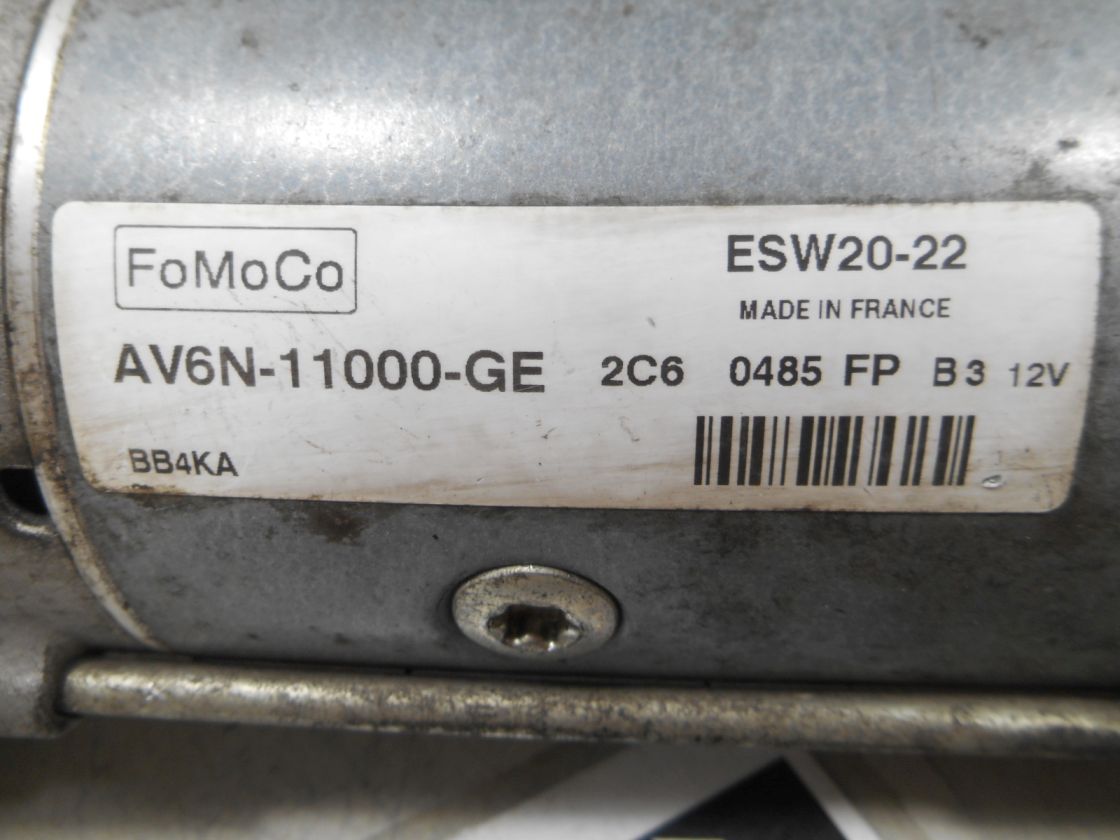 FoMoCo
ESW20-22
MADE IN FRANCE
AV6N-11000-GE 2C6 0485 FP B3 12V
BB4KA